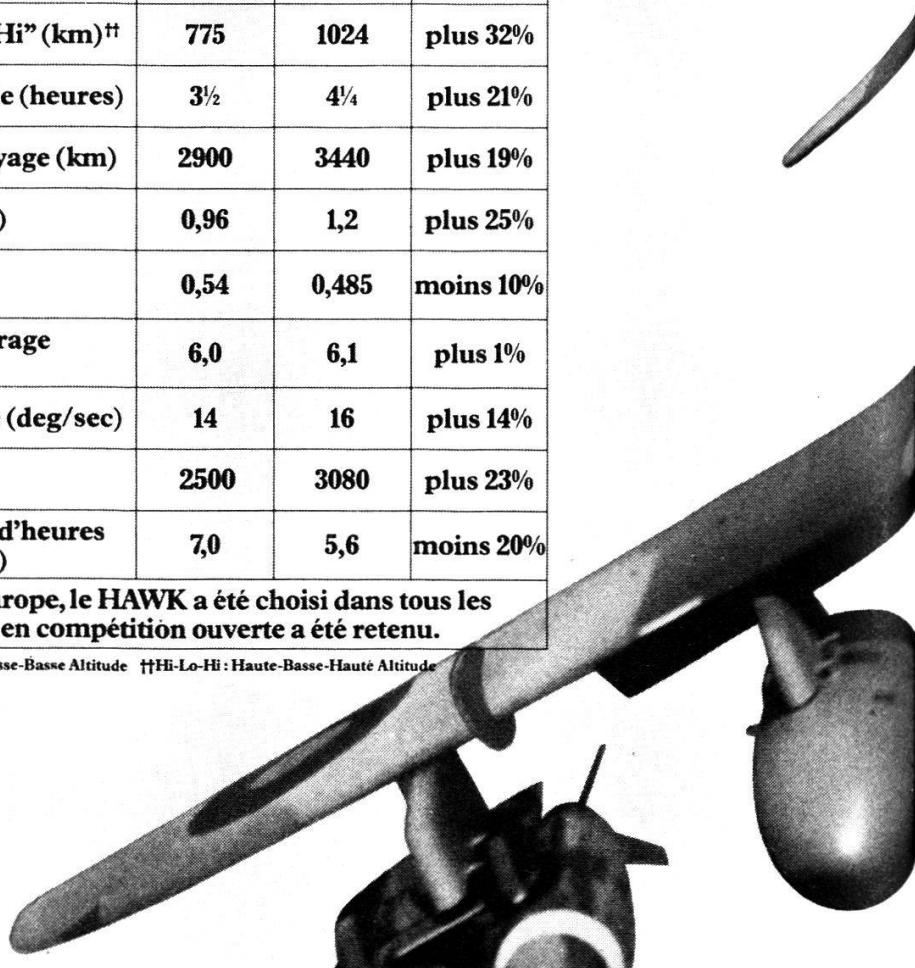 Hi” (km)†† 775 1024 plus 32%
e (heures) 3½ 4¼ plus 21%
yage (km) 2900 3440 plus 19%
) 0,96 1,2 plus 25%
0,54 0,485 moins 10%
rage 6,0 6,1 plus 1%
(deg/sec) 14 16 plus 14%
2500 3080 plus 23%
d’heures
) 7,0 5,6 moins 20%
urope, le HAWK a été choisi dans tous les
en compétition ouverte a été retenu.
sse-Basse Altitude ††Hi-Lo-Hi : Haute-Basse-Hauté Altitude